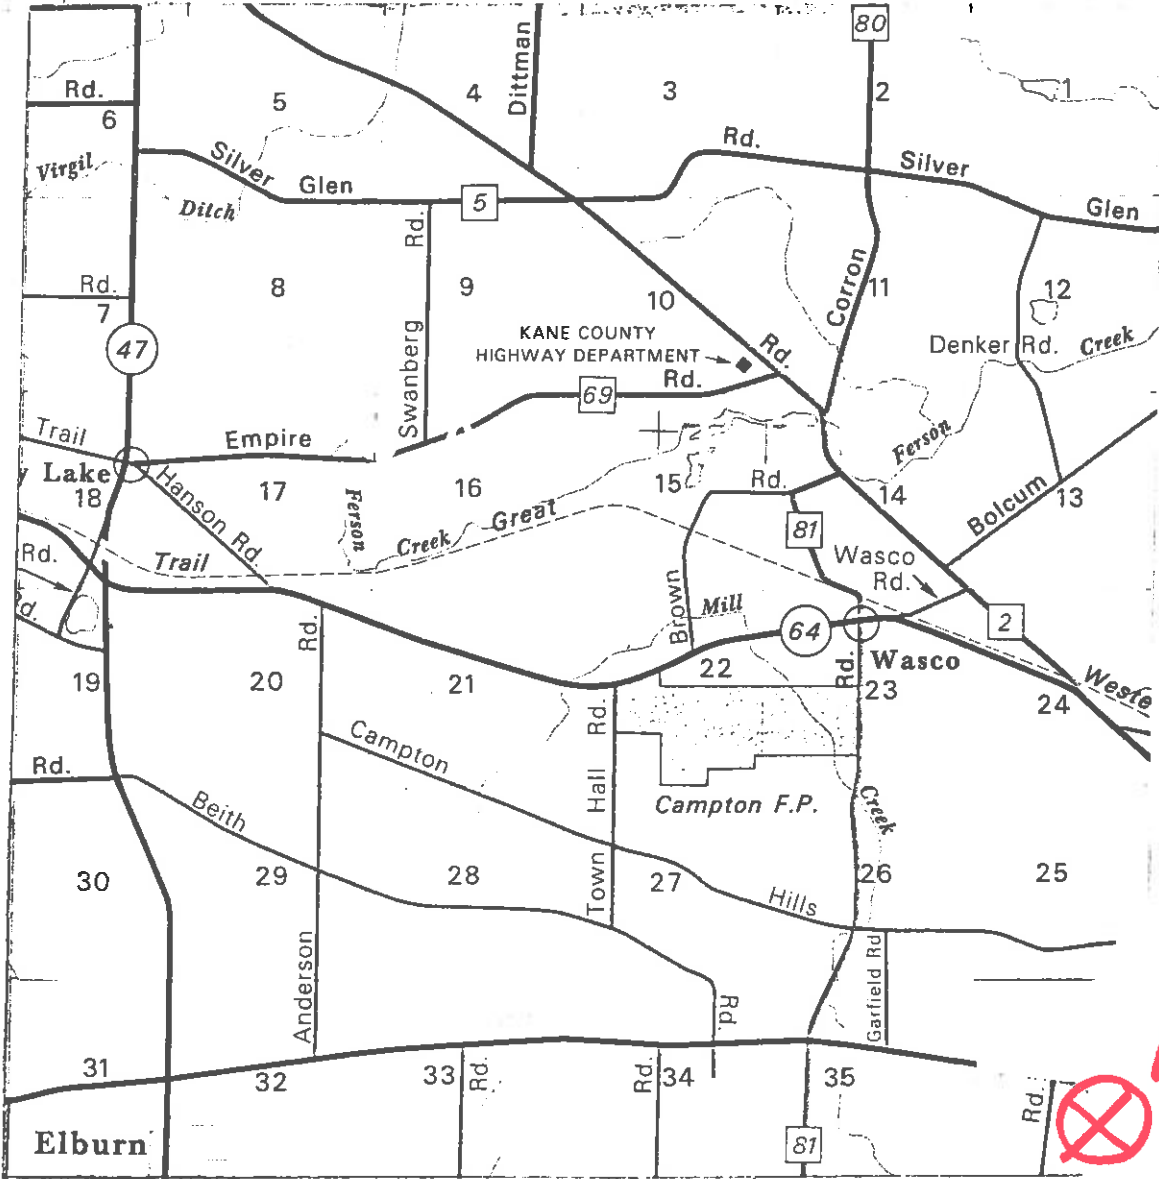 80
Dittman
Rd.
6
5
4
3
2
1
Virgil
Ditch
Silver
Glen
5
Rd.
Silver
Glen
Rd.
Rd.
7
8
9
10
11
12
Corron
47
Swanberg
KANE COUNTY
HIGHWAY DEPARTMENT
Rd.
Rd.
69
Denker Rd.
Creek
Trail
Empire
y Lake
18
Hanson Rd.
17
16
15
Rd.
14
13
Ferson
Bolcum
Ferson
Creek
Great
81
Rd.
Trail
Wasco
Rd.
Rd.
Brown
Mill
64
2
Wasco
Rd.
Rd.
19
20
21
22
23
24
Weste
Rd.
Campton
Hall
Town
Campton F.P.
Creek
Rd.
Beith
30
29
28
27
26
25
Hills
Anderson
Rd.
Garfield Rd
31
32
33
Rd.
Rd.
34
35
Rd.
Elburn
81